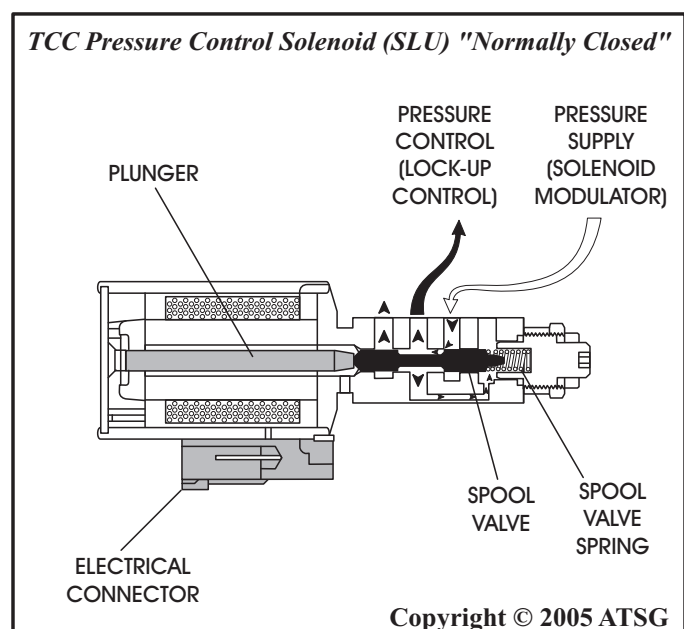 TCC Pressure Control Solenoid (SLU) "Normally Closed"
PRESSURE
CONTROL
(LOCK-UP
CONTROL)
PRESSURE
SUPPLY
(SOLENOID
MODULATOR)
PLUNGER
SPOOL
VALVE
SPOOL
VALVE
SPRING
ELECTRICAL
CONNECTOR
Copyright © 2005 ATSG